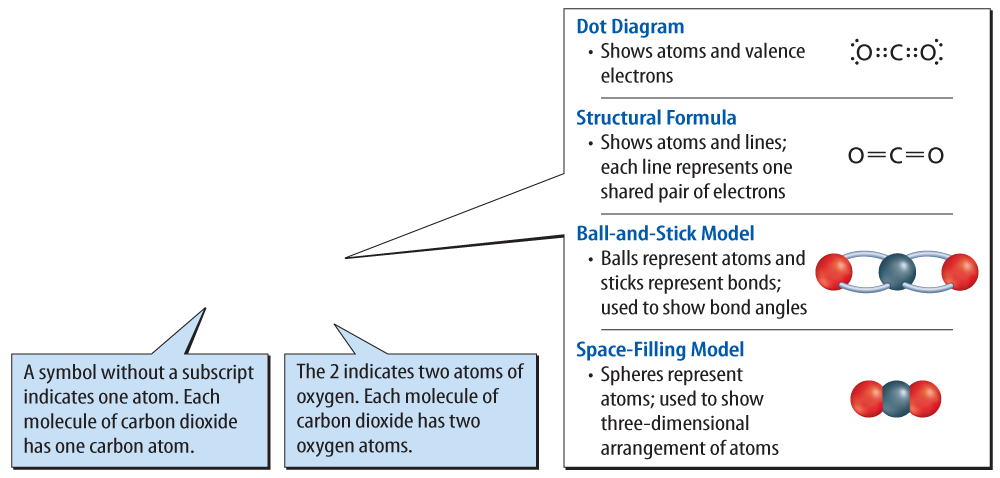 Dot Diagram
• Shows atoms and valence
electrons
:O::C::O:
Structural Formula
• Shows atoms and lines;
each line represents one
shared pair of electrons
O=C=O
Ball-and-Stick Model
• Balls represent atoms and
sticks represent bonds;
used to show bond angles
Space-Filling Model
• Spheres represent
atoms; used to show
three-dimensional
arrangement of atoms
A symbol without a subscript
indicates one atom. Each
molecule of carbon dioxide
has one carbon atom.
The 2 indicates two atoms of
oxygen. Each molecule of
carbon dioxide has two
oxygen atoms.